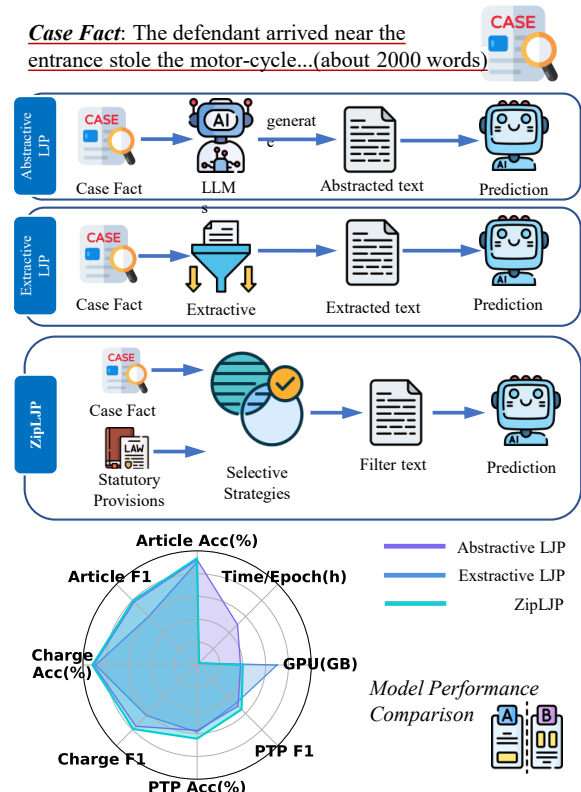 Case Fact: The defendant arrived near the
entrance stole the motor-cycle...(about 2000 words)
CASE
Abstractive
LJP
CASE
AI
generat
e
AI
Case Fact
LLM
s
Abstracted text
Prediction
Extractive
LJP
CASE
AI
Case Fact
Extractive
Extracted text
Prediction
ZipLJP
CASE
Case Fact
LAW
AI
Statutory
Provisions
Selective
Strategies
Filter text
Prediction
Article Acc(%)
Article F1
Time/Epoch(h)
Charge
Acc(%)
GPU(GB)
Charge F1
PTP F1
PTP Acc(%)
Abstractive LJP
Exstractive LJP
ZipLJP
Model Performance
Comparison
A
B